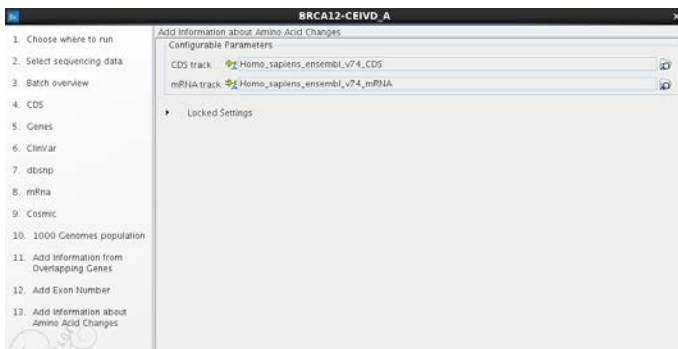 BRCA12-CEIVD_A
1. Choose where to run
2. Select sequencing data
3. Batch overview
4. CDS
5. Genes
6. ClinVar
7. dbsnp
8. mRna
9. Cosmic
10. 1000 Genomes population
11. Add Information from
Overlapping Genes
12. Add Exon Number
13. Add Information about
Amino Acid Changes
Add Information about Amino Acid Changes
Configurable Parameters
CDS track Homo_sapiens_ensembl_v74_CDS
mRNA track Homo_sapiens_ensembl_v74_mRNA
Locked Settings